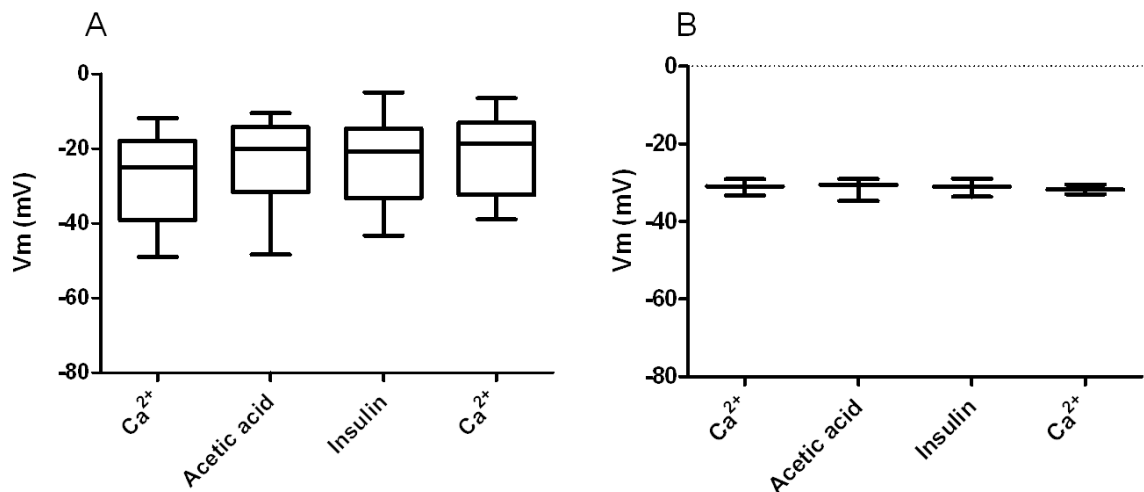 A
Vm (mV)
0
-20
-40
-60
-80
Ca²⁺
Acetic acid
Insulin
Ca²⁺
B
Vm (mV)
0
-20
-40
-60
-80
Ca²⁺
Acetic acid
Insulin
Ca²⁺